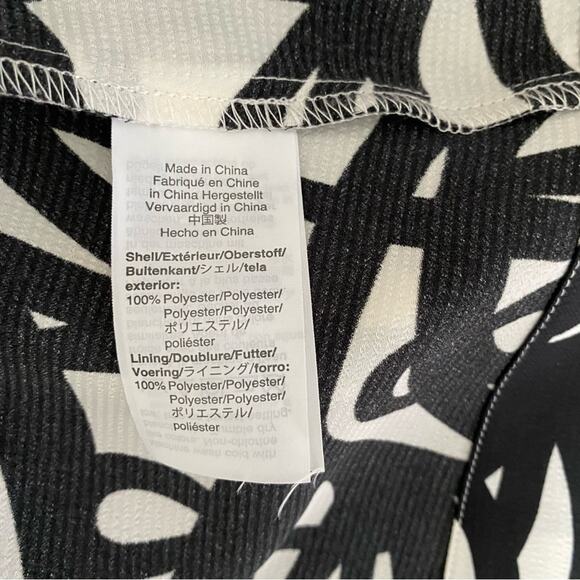 Made in China
Fabriqué en Chine
in China Hergestellt
Vervaardigd in China
中国製
Hecho en China
Shell/Extérieur/Oberstoff/
Buitenkant/シェル/tela
exterior:
100% Polyester/Polyester/
Polyester/Polyester/
ポリエステル/
poliéster
Lining/Doublure/Futter/
Voering/ライニング/forro:
100% Polyester/Polyester/
Polyester/Polyester/
ポリエステル/
poliéster